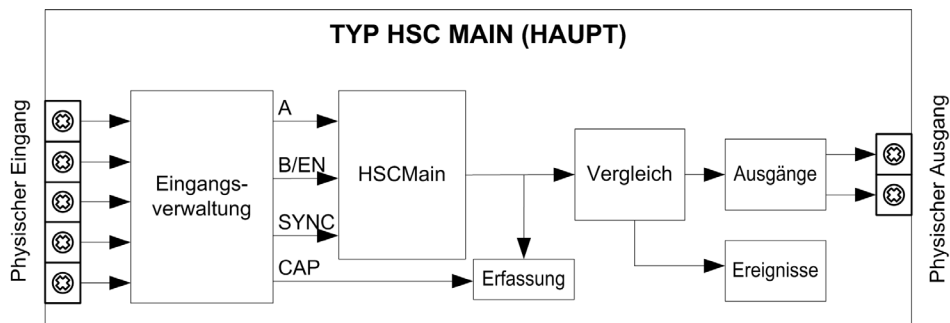 TYP HSC MAIN (HAUPT)
Physischer Eingang
Eingangs-
verwaltung
A
B/EN
SYNC
CAP
HSCMain
Erfassung
Vergleich
Ausgänge
Ereignisse
Physischer Ausgang